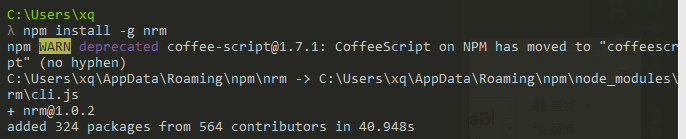 C:\Users\xq
λ npm install -g nrm
npm WARN deprecated coffee-script@1.7.1: CoffeeScript on NPM has moved to "coffeescri
pt" (no hyphen)
C:\Users\xq\AppData\Roaming\npm\nrm -> C:\Users\xq\AppData\Roaming\npm\node_modules\
rm\cli.js
+ nrm@1.0.2
added 324 packages from 564 contributors in 40.948s